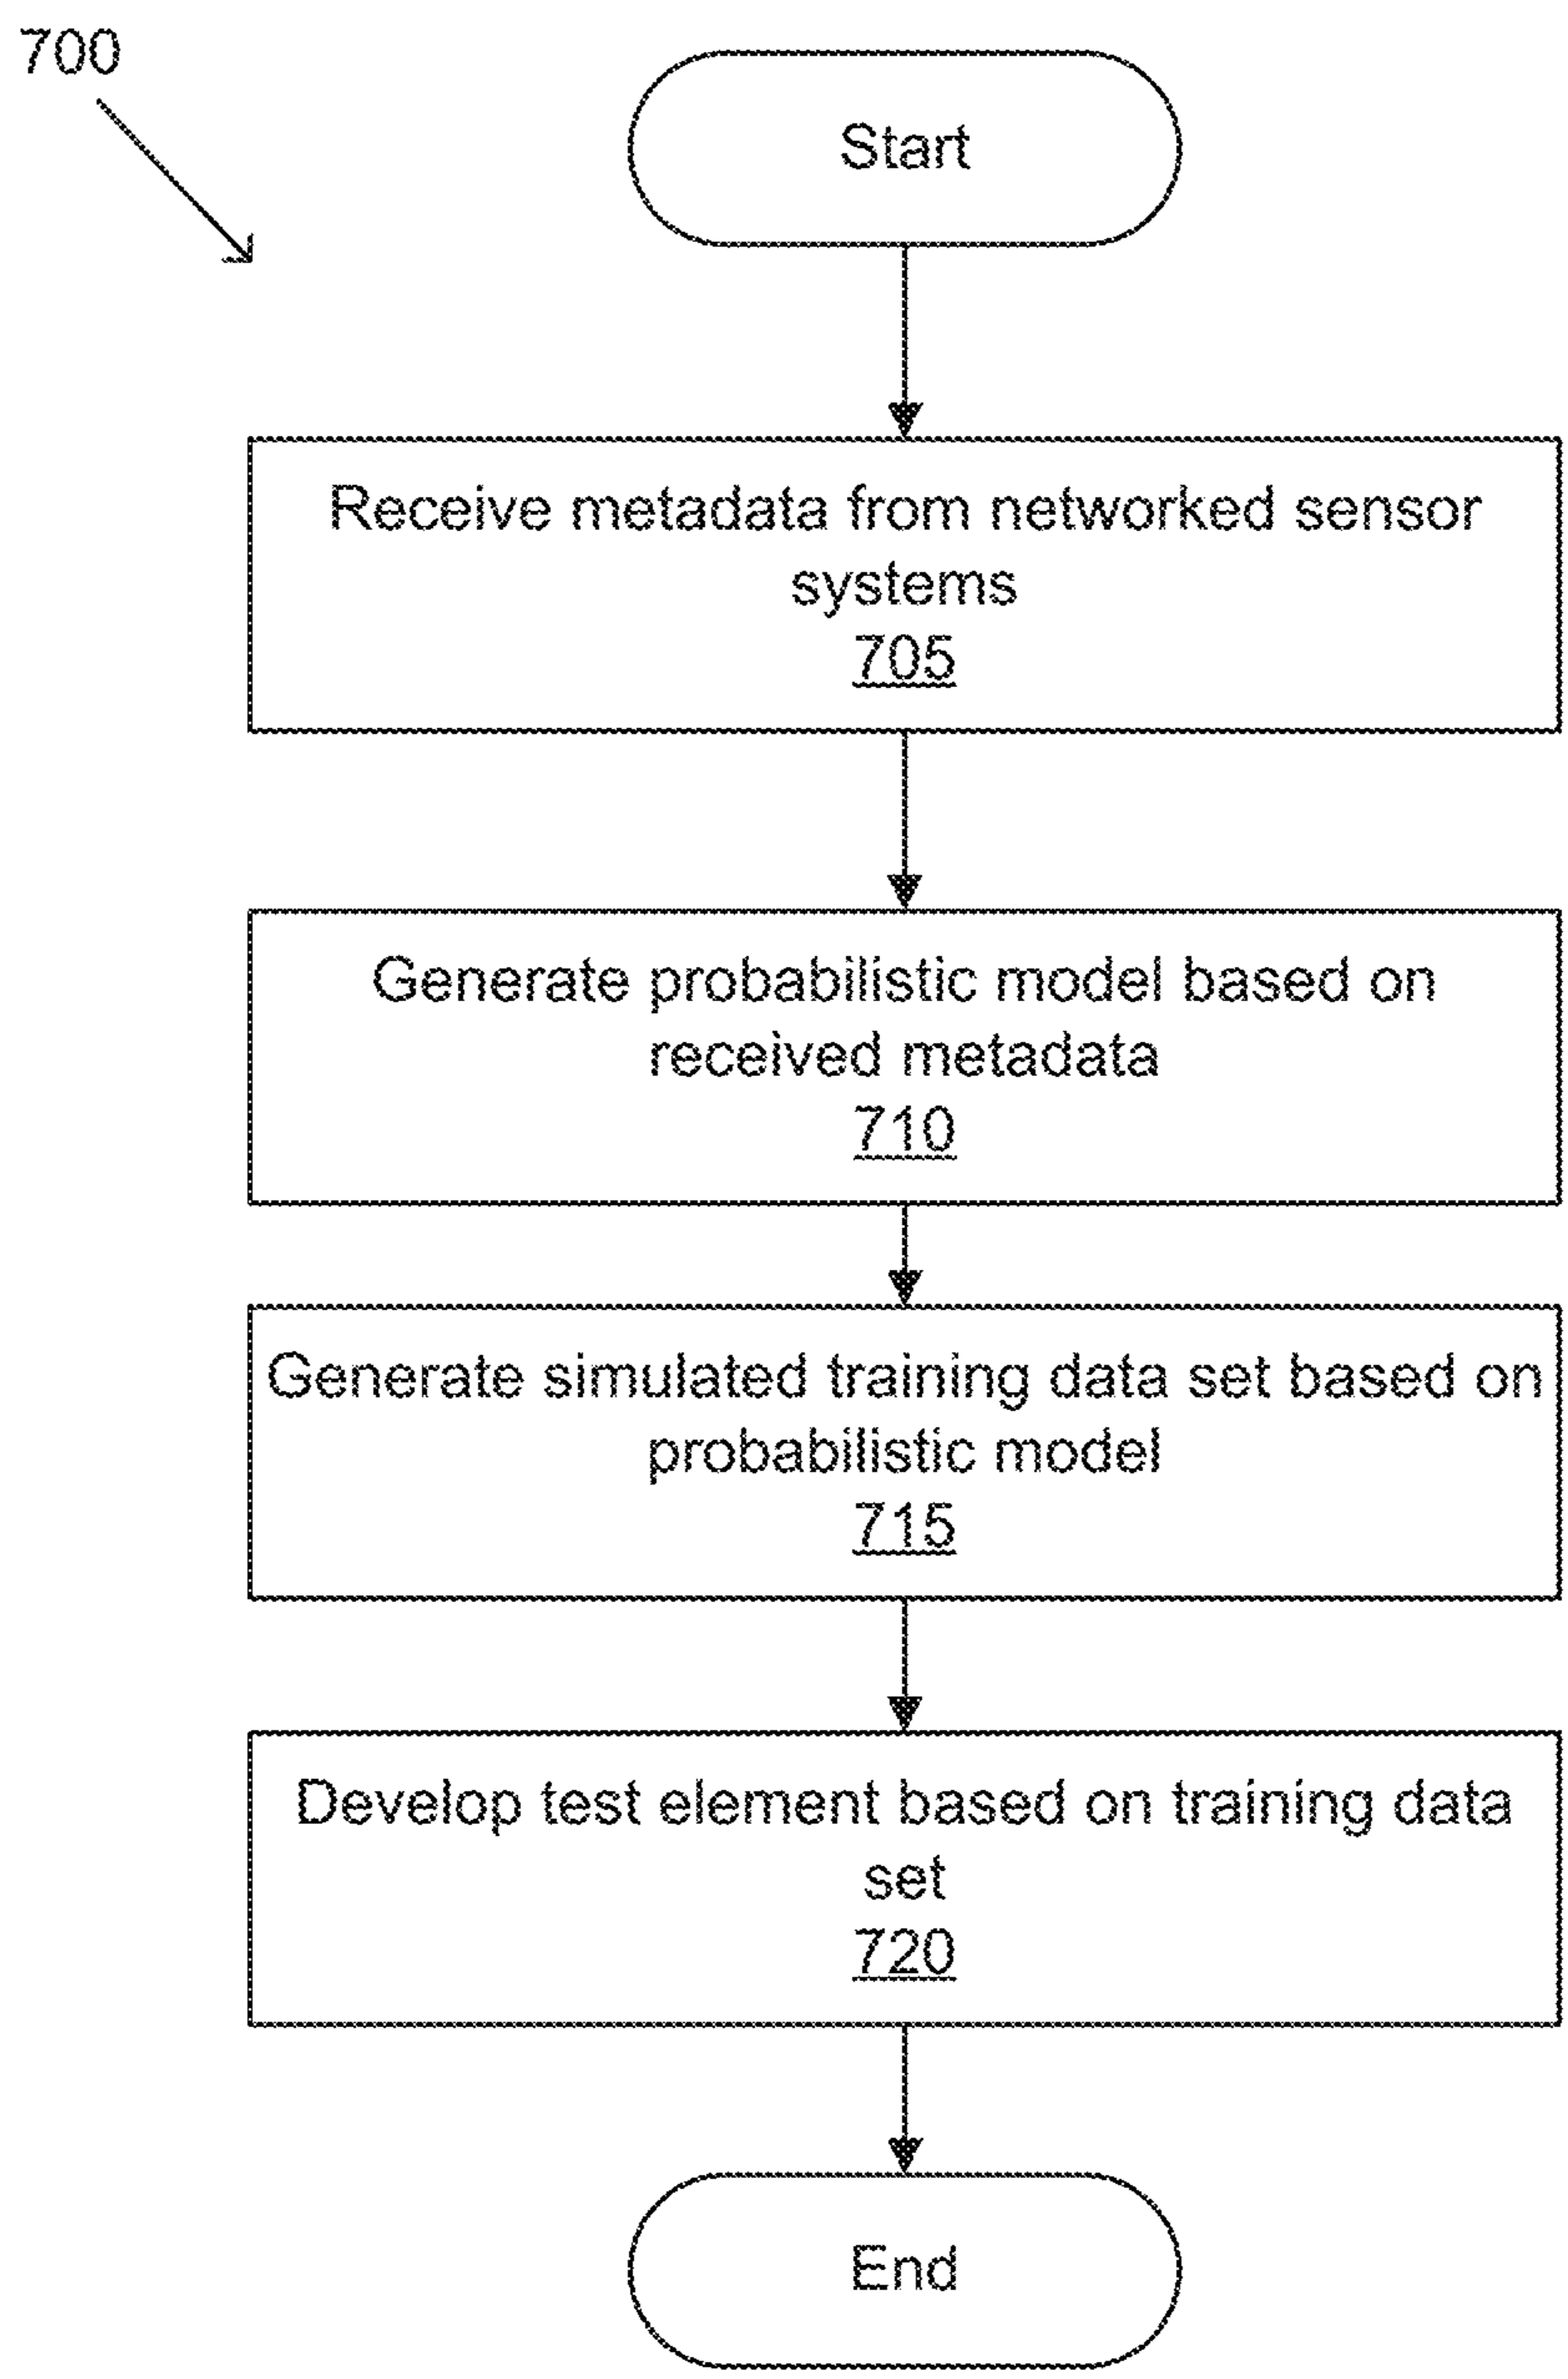 700
Start
Receive metadata from networked sensor
systems
705
Generate probabilistic model based on
received metadata
710
Generate simulated training data set based on
probabilistic model
715
Develop test element based on training data
set
720
End